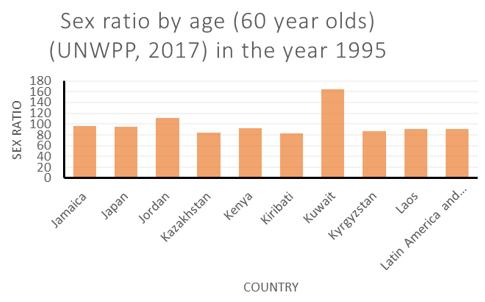 Sex ratio by age (60 year olds)
(UNWPP, 2017) in the year 1995
SEX RATIO
180
160
140
120
100
80
60
40
20
0
Jamaica
Japan
Jordan
Kazakhstan
Kenya
Kiribati
Kuwait
Kyrgyzstan
Laos
Latin America and...
COUNTRY